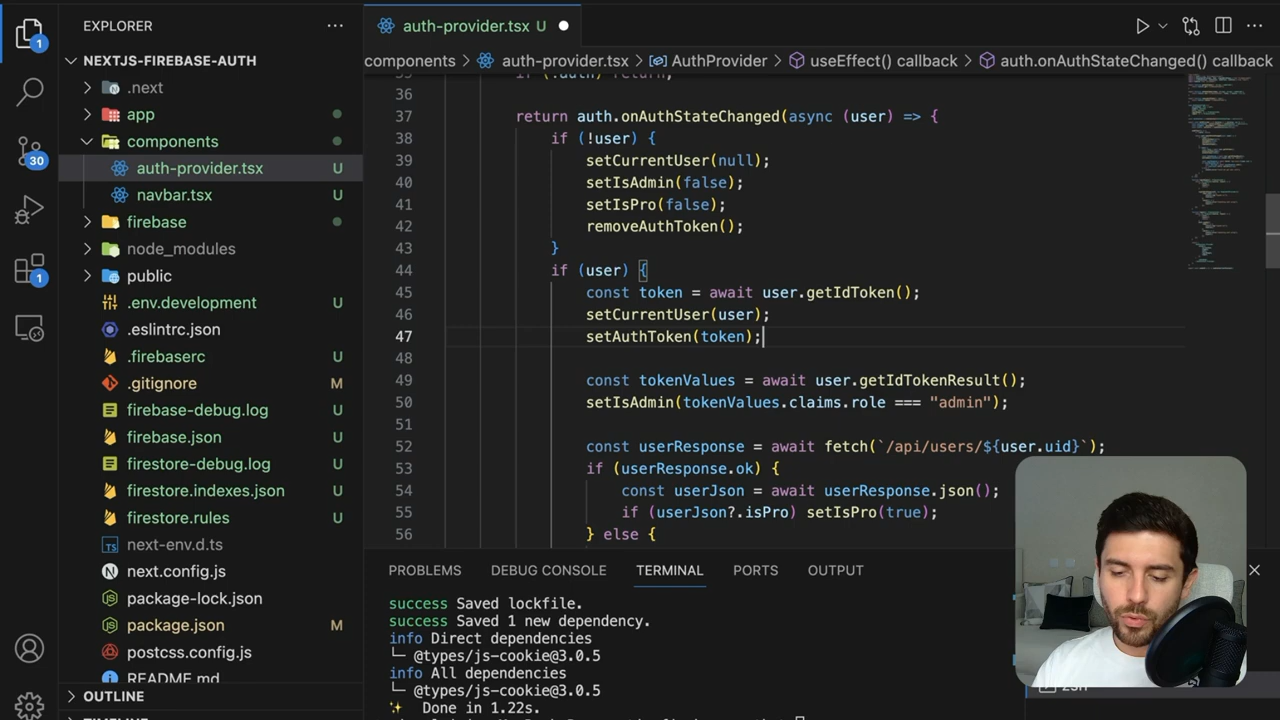 EXPLORER
NEXTJS-FIREBASE-AUTH
.next
app
components
auth-provider.tsx U
navbar.tsx U
firebase
node_modules
public
.env.development U
.eslintrc.json
.firebaserc U
.gitignore M
firebase-debug.log U
firebase.json U
firestore-debug.log U
firestore.indexes.json U
firestore.rules U
next-env.d.ts
next.config.js
package-lock.json
package.json M
postcss.config.js
README.md
OUTLINE
1
30
1
auth-provider.tsx U
components > auth-provider.tsx > AuthProvider > useEffect() callback > auth.onAuthStateChanged() callback
36
37 return auth.onAuthStateChanged(async (user) => {
38 if (!user) {
39 setCurrentUser(null);
40 setIsAdmin(false);
41 setIsPro(false);
42 removeAuthToken();
43 }
44 if (user) {
45 const token = await user.getIdToken();
46 setCurrentUser(user);
47 setAuthToken(token);
48
49 const tokenValues = await user.getIdTokenResult();
50 setIsAdmin(tokenValues.claims.role === "admin");
51
52 const userResponse = await fetch(`/api/users/${user.uid}`);
53 if (userResponse.ok) {
54 const userJson = await userResponse.json();
55 if (userJson?.isPro) setIsPro(true);
56 } else {
PROBLEMS DEBUG CONSOLE TERMINAL PORTS OUTPUT
success Saved lockfile.
success Saved 1 new dependency.
info Direct dependencies
└─ @types/js-cookie@3.0.5
info All dependencies
└─ @types/js-cookie@3.0.5
✨ Done in 1.22s.